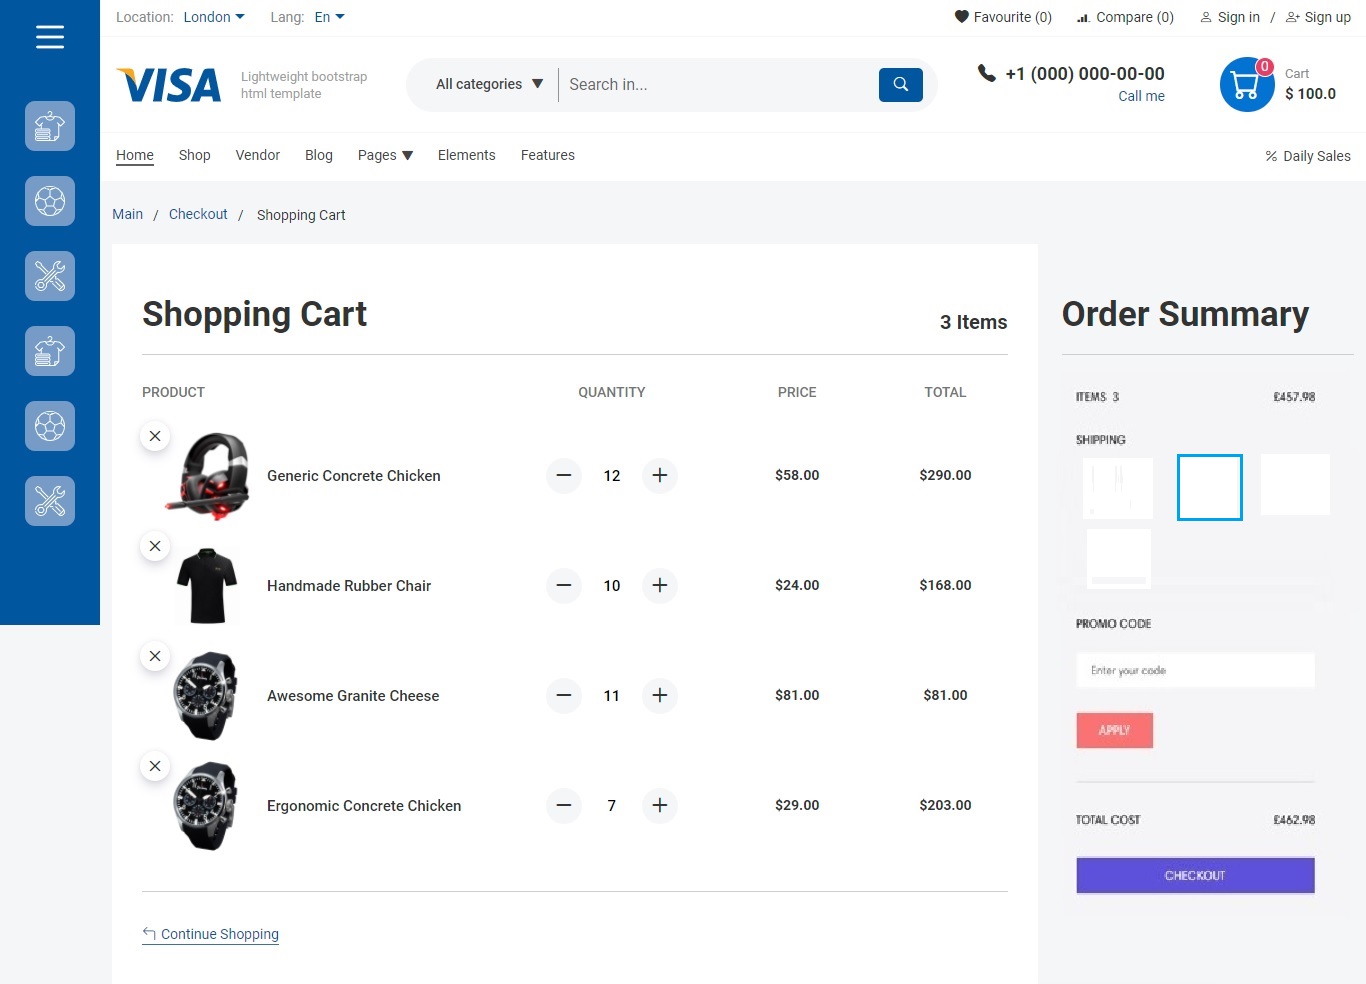 Location: London Lang: En
Favourite (0) Compare (0) Sign in / Sign up
VISA
Lightweight bootstrap
html template
All categories Search in...
+1 (000) 000-00-00
Call me
0
Cart
$ 100.0
Home Shop Vendor Blog Pages Elements Features
Daily Sales
Main / Checkout / Shopping Cart
Shopping Cart
3 Items
PRODUCT QUANTITY PRICE TOTAL
Generic Concrete Chicken 12 $58.00 $290.00
Handmade Rubber Chair 10 $24.00 $168.00
Awesome Granite Cheese 11 $81.00 $81.00
Ergonomic Concrete Chicken 7 $29.00 $203.00
Continue Shopping
Order Summary
ITEMS 3 £457.98
SHIPPING
PROMO CODE
Enter your code
APPLY
TOTAL COST £462.98
CHECKOUT